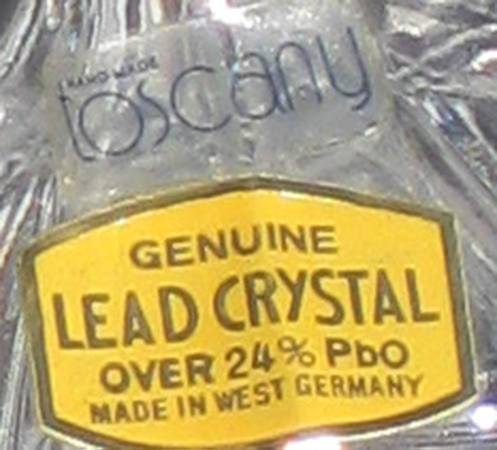 HAND MADE
toscany
GENUINE
LEAD CRYSTAL
OVER 24% PbO
MADE IN WEST GERMANY